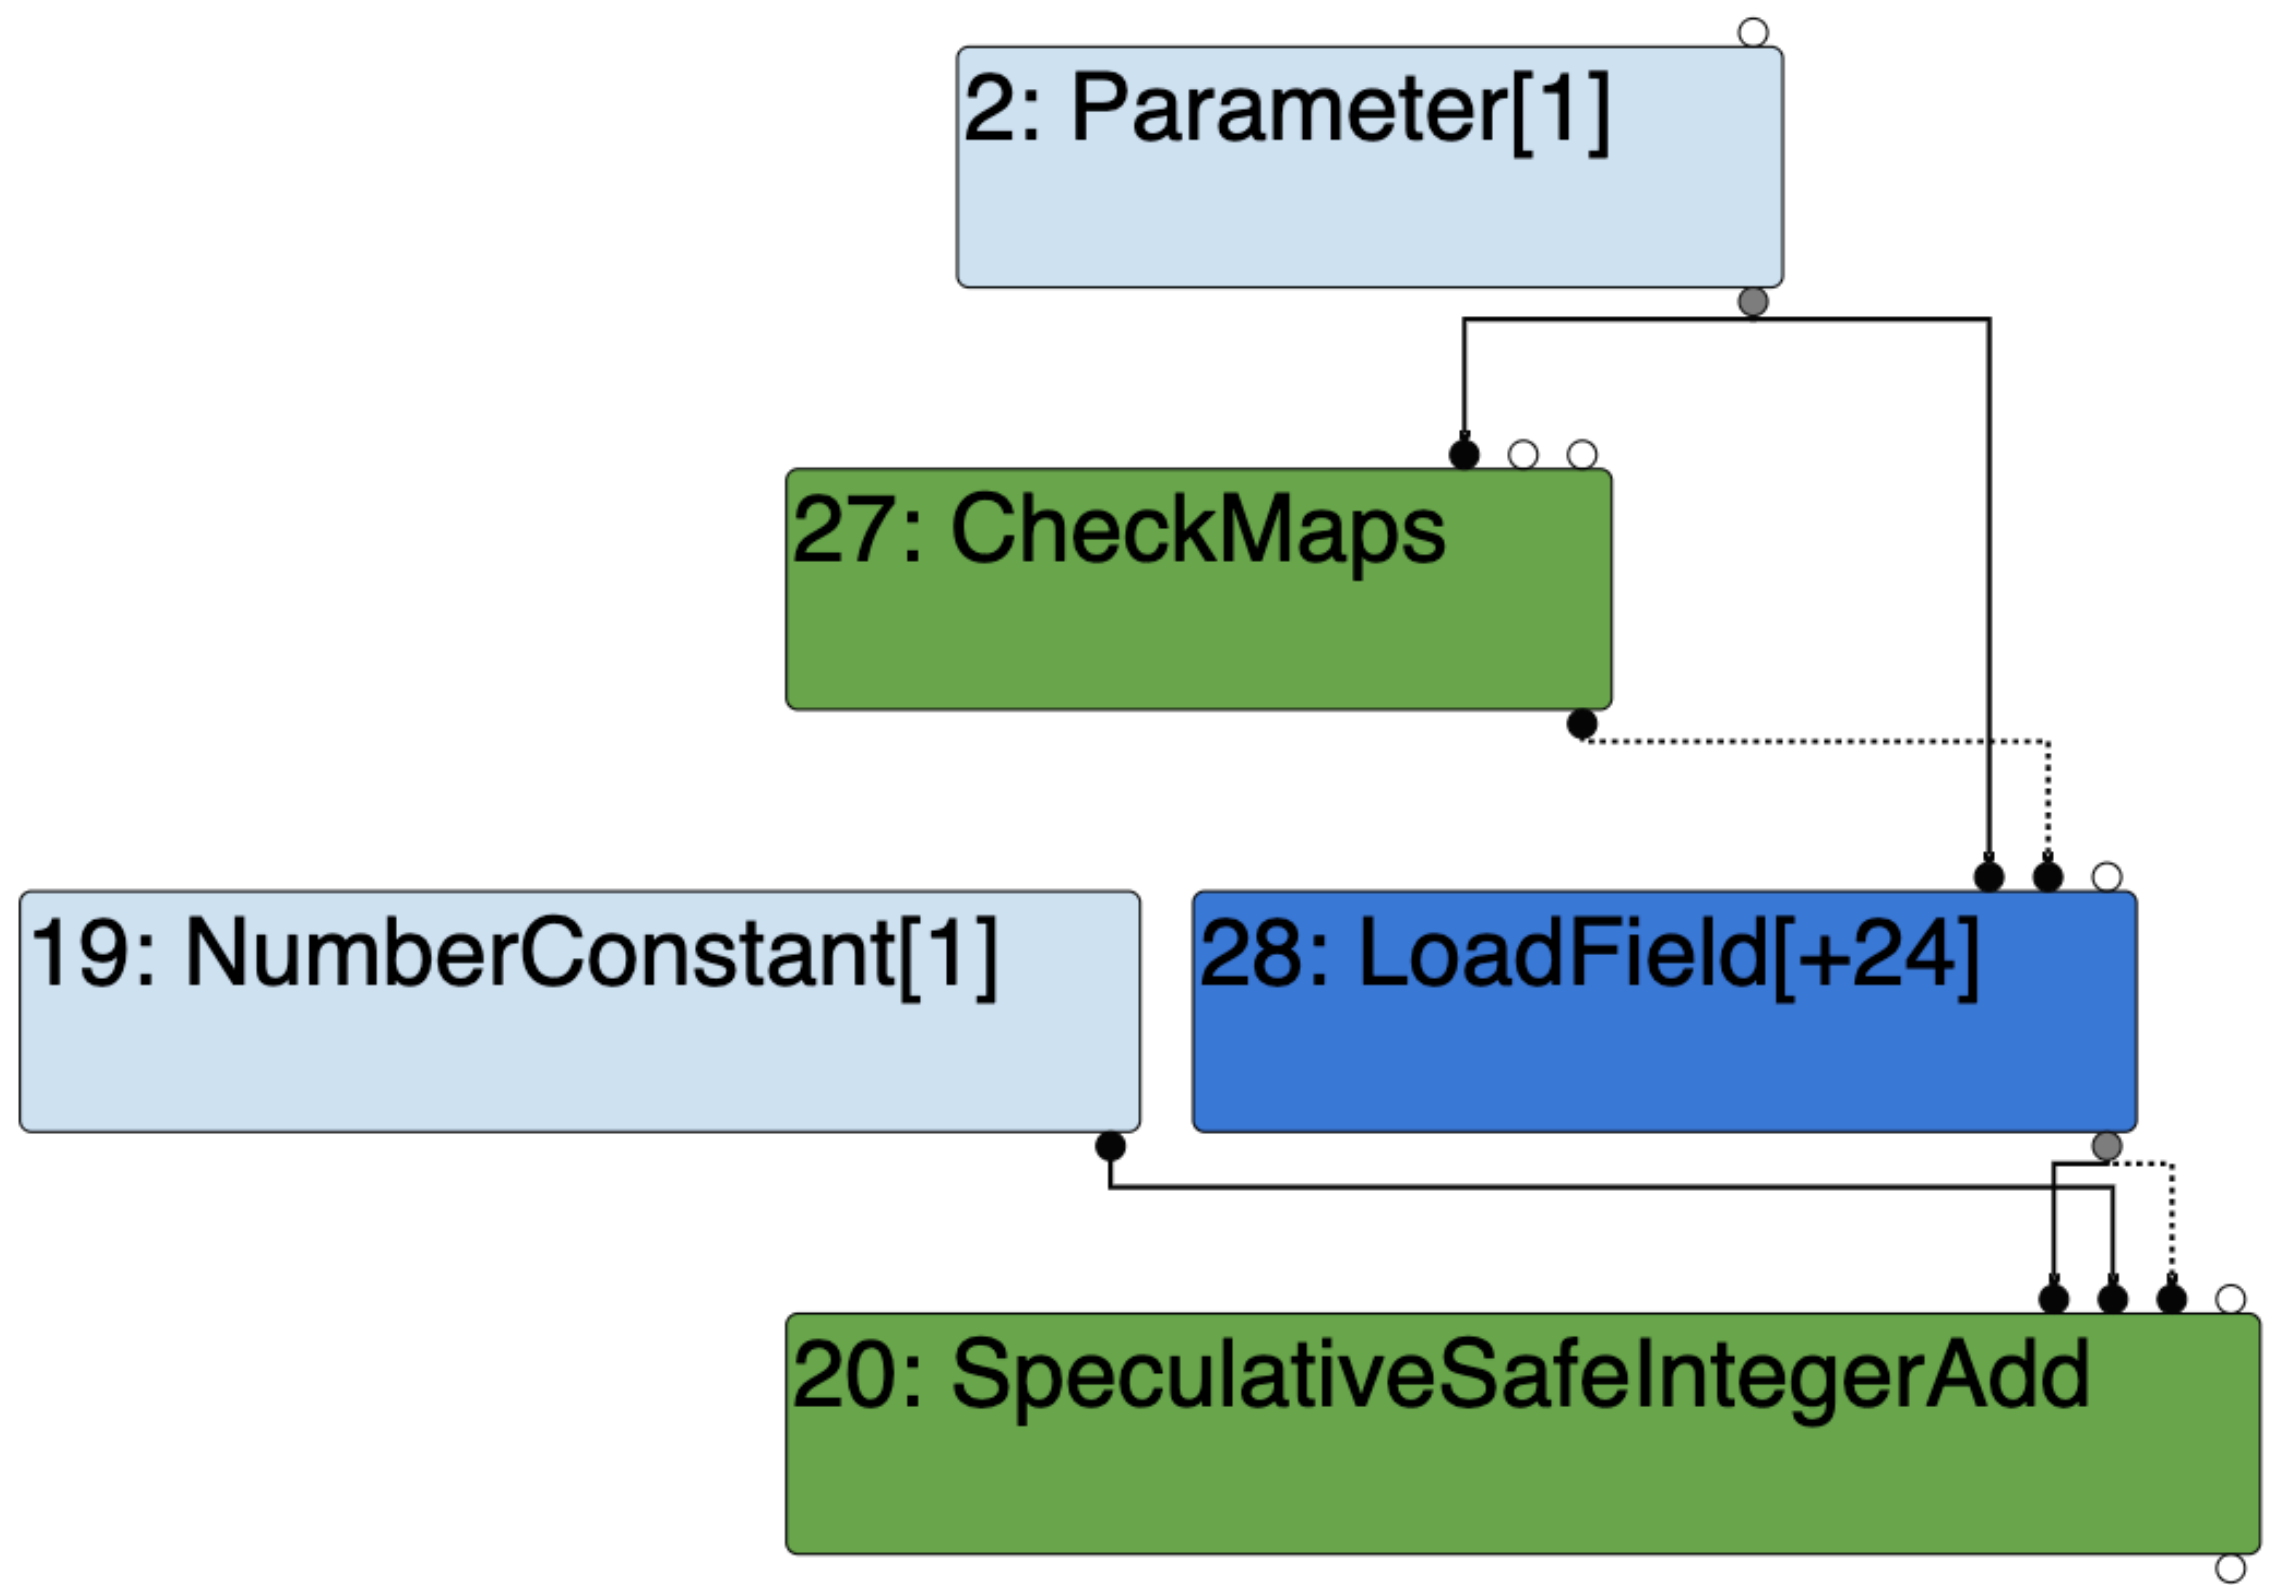 2: Parameter[1]
27: CheckMaps
19: NumberConstant[1]
28: LoadField[+24]
20: SpeculativeSafeIntegerAdd